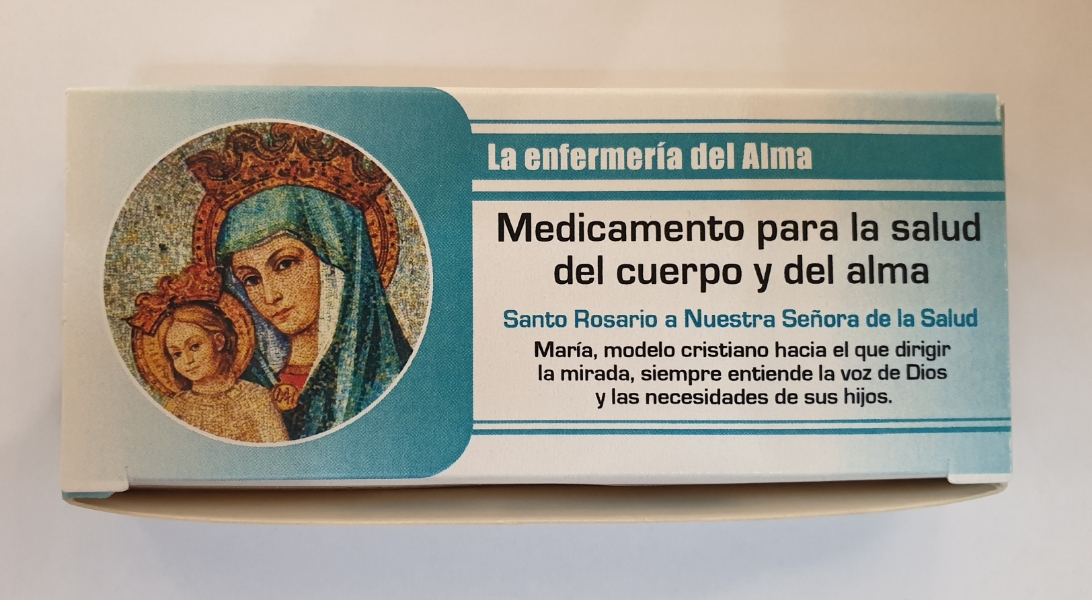 La enfermería del Alma
Medicamento para la salud
del cuerpo y del alma
Santo Rosario a Nuestra Señora de la Salud
María, modelo cristiano hacia el que dirigir
la mirada, siempre entiende la voz de Dios
y las necesidades de sus hijos.